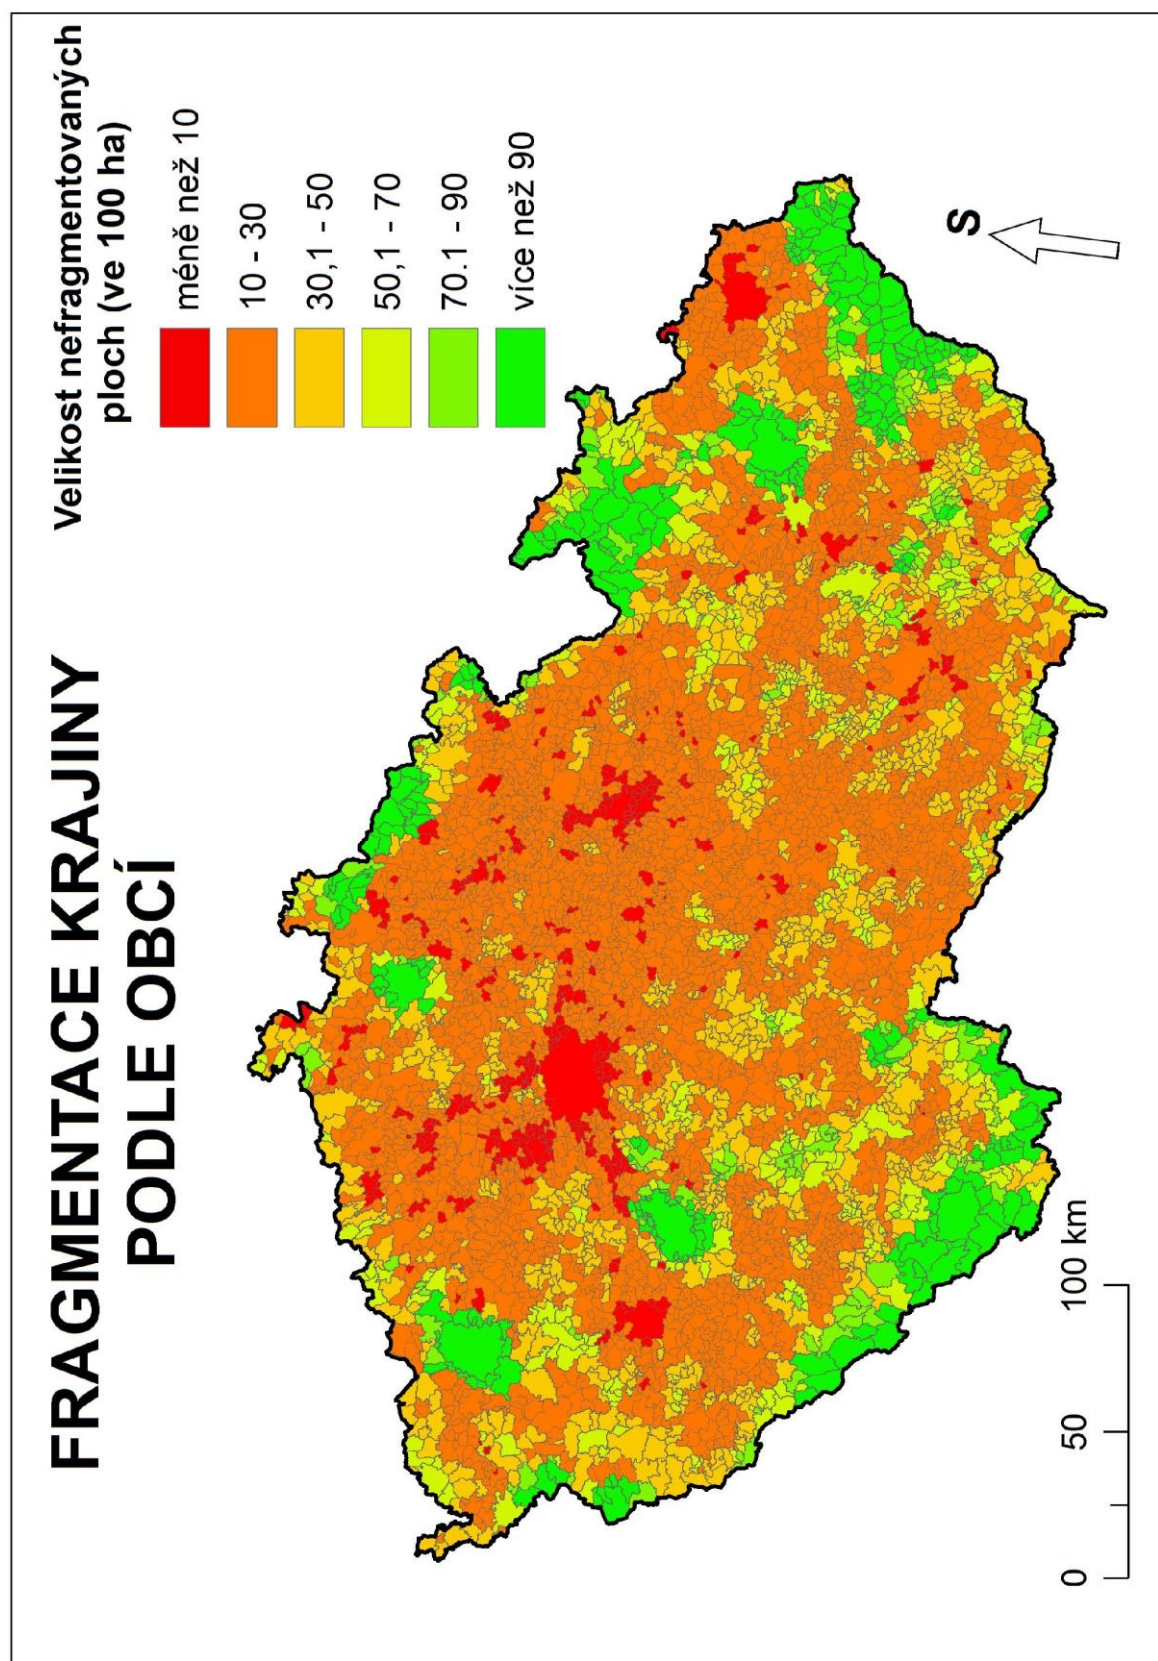 FRAGMENTACE KRAJINY
PODLE OBCÍ
Velikost nefragmentovaných
ploch (ve 100 ha)
méně než 10
10 - 30
30,1 - 50
50,1 - 70
70.1 - 90
více než 90
S
0 50 100 km